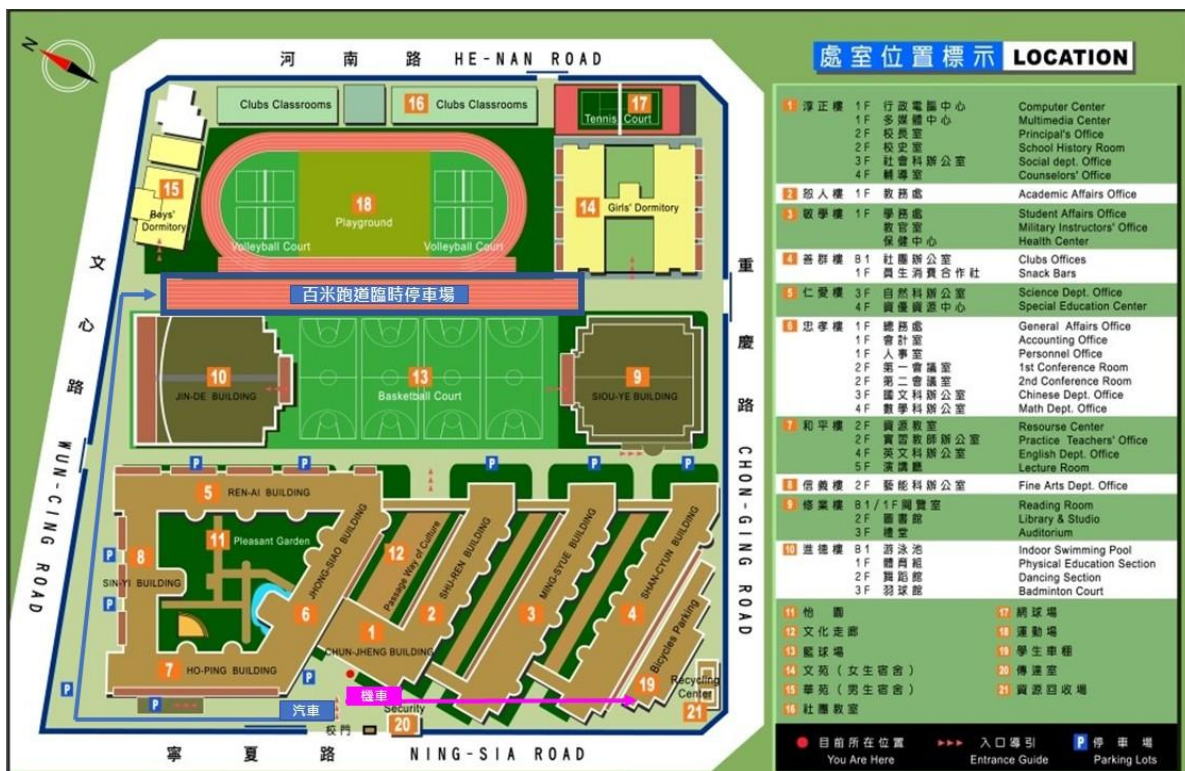 N
河南路 HE-NAN ROAD
Clubs Classrooms
16 Clubs Classrooms
17
Tennis Court
15
Boys' Dormitory
18
Playground
Volleyball Court
Volleyball Court
14 Girls' Dormitory
百米跑道臨時停車場
文心路 WUN-CING ROAD
重慶路 CHON-GING ROAD
10
JIN-DE BUILDING
13
Basketball Court
9
SIOU-YE BUILDING
P P P P P P
5
REN-AI BUILDING
11 Pleasant Garden
P
8
SIN-YI BUILDING
P
JHONG-SIAO BUILDING
6
12
Passage Way of Culture
SHU-REN BUILDING
2
MING-SYUE BUILDING
3
SHAN-CYUN BUILDING
4
1
CHUN-JHENG BUILDING
7 HO-PING BUILDING
Bicycles Parking
19
Recycling Center
21
P
P
P
機車
汽車
Security
20
校門
寧夏路 NING-SIA ROAD
處室位置標示 LOCATION
1 淳正樓 1F 行政電腦中心 Computer Center
1F 多媒體中心 Multimedia Center
2F 校長室 Principal's Office
2F 校史室 School History Room
3F 社會科辦公室 Social dept. Office
4F 輔導室 Counselors' Office
2 恕人樓 1F 教務處 Academic Affairs Office
3 敬學樓 1F 學務處 Student Affairs Office
教官室 Military Instructors' Office
保健中心 Health Center
4 善群樓 B1 社團辦公室 Clubs Offices
1F 員生消費合作社 Snack Bars
5 仁愛樓 3F 自然科辦公室 Science Dept. Office
4F 資優資源中心 Special Education Center
6 忠孝樓 1F 總務處 General Affairs Office
1F 會計室 Accounting Office
1F 人事室 Personnel Office
2F 第一會議室 1st Conference Room
2F 第二會議室 2nd Conference Room
3F 國文科辦公室 Chinese Dept. Office
4F 數學科辦公室 Math Dept. Office
7 和平樓 2F 資源教室 Resourse Center
2F 實習教師辦公室 Practice Teachers' Office
4F 英文科辦公室 English Dept. Office
5F 演講廳 Lecture Room
8 信義樓 2F 藝能科辦公室 Fine Arts Dept. Office
9 修業樓 B1/1F閱覽室 Reading Room
2F 圖書館 Library & Studio
3F 禮堂 Auditorium
10 進德樓 B1 游泳池 Indoor Swimming Pool
1F 體育組 Physical Education Section
2F 舞蹈館 Dancing Section
3F 羽球館 Badminton Court
11 怡園
12 文化走廊
13 籃球場
14 文苑（女生宿舍）
15 華苑（男生宿舍）
16 社團教室
17 網球場
18 運動場
19 學生車棚
20 傳達室
21 資源回收場
目前所在位置 You Are Here
入口導引 Entrance Guide
P 停車場 Parking Lots